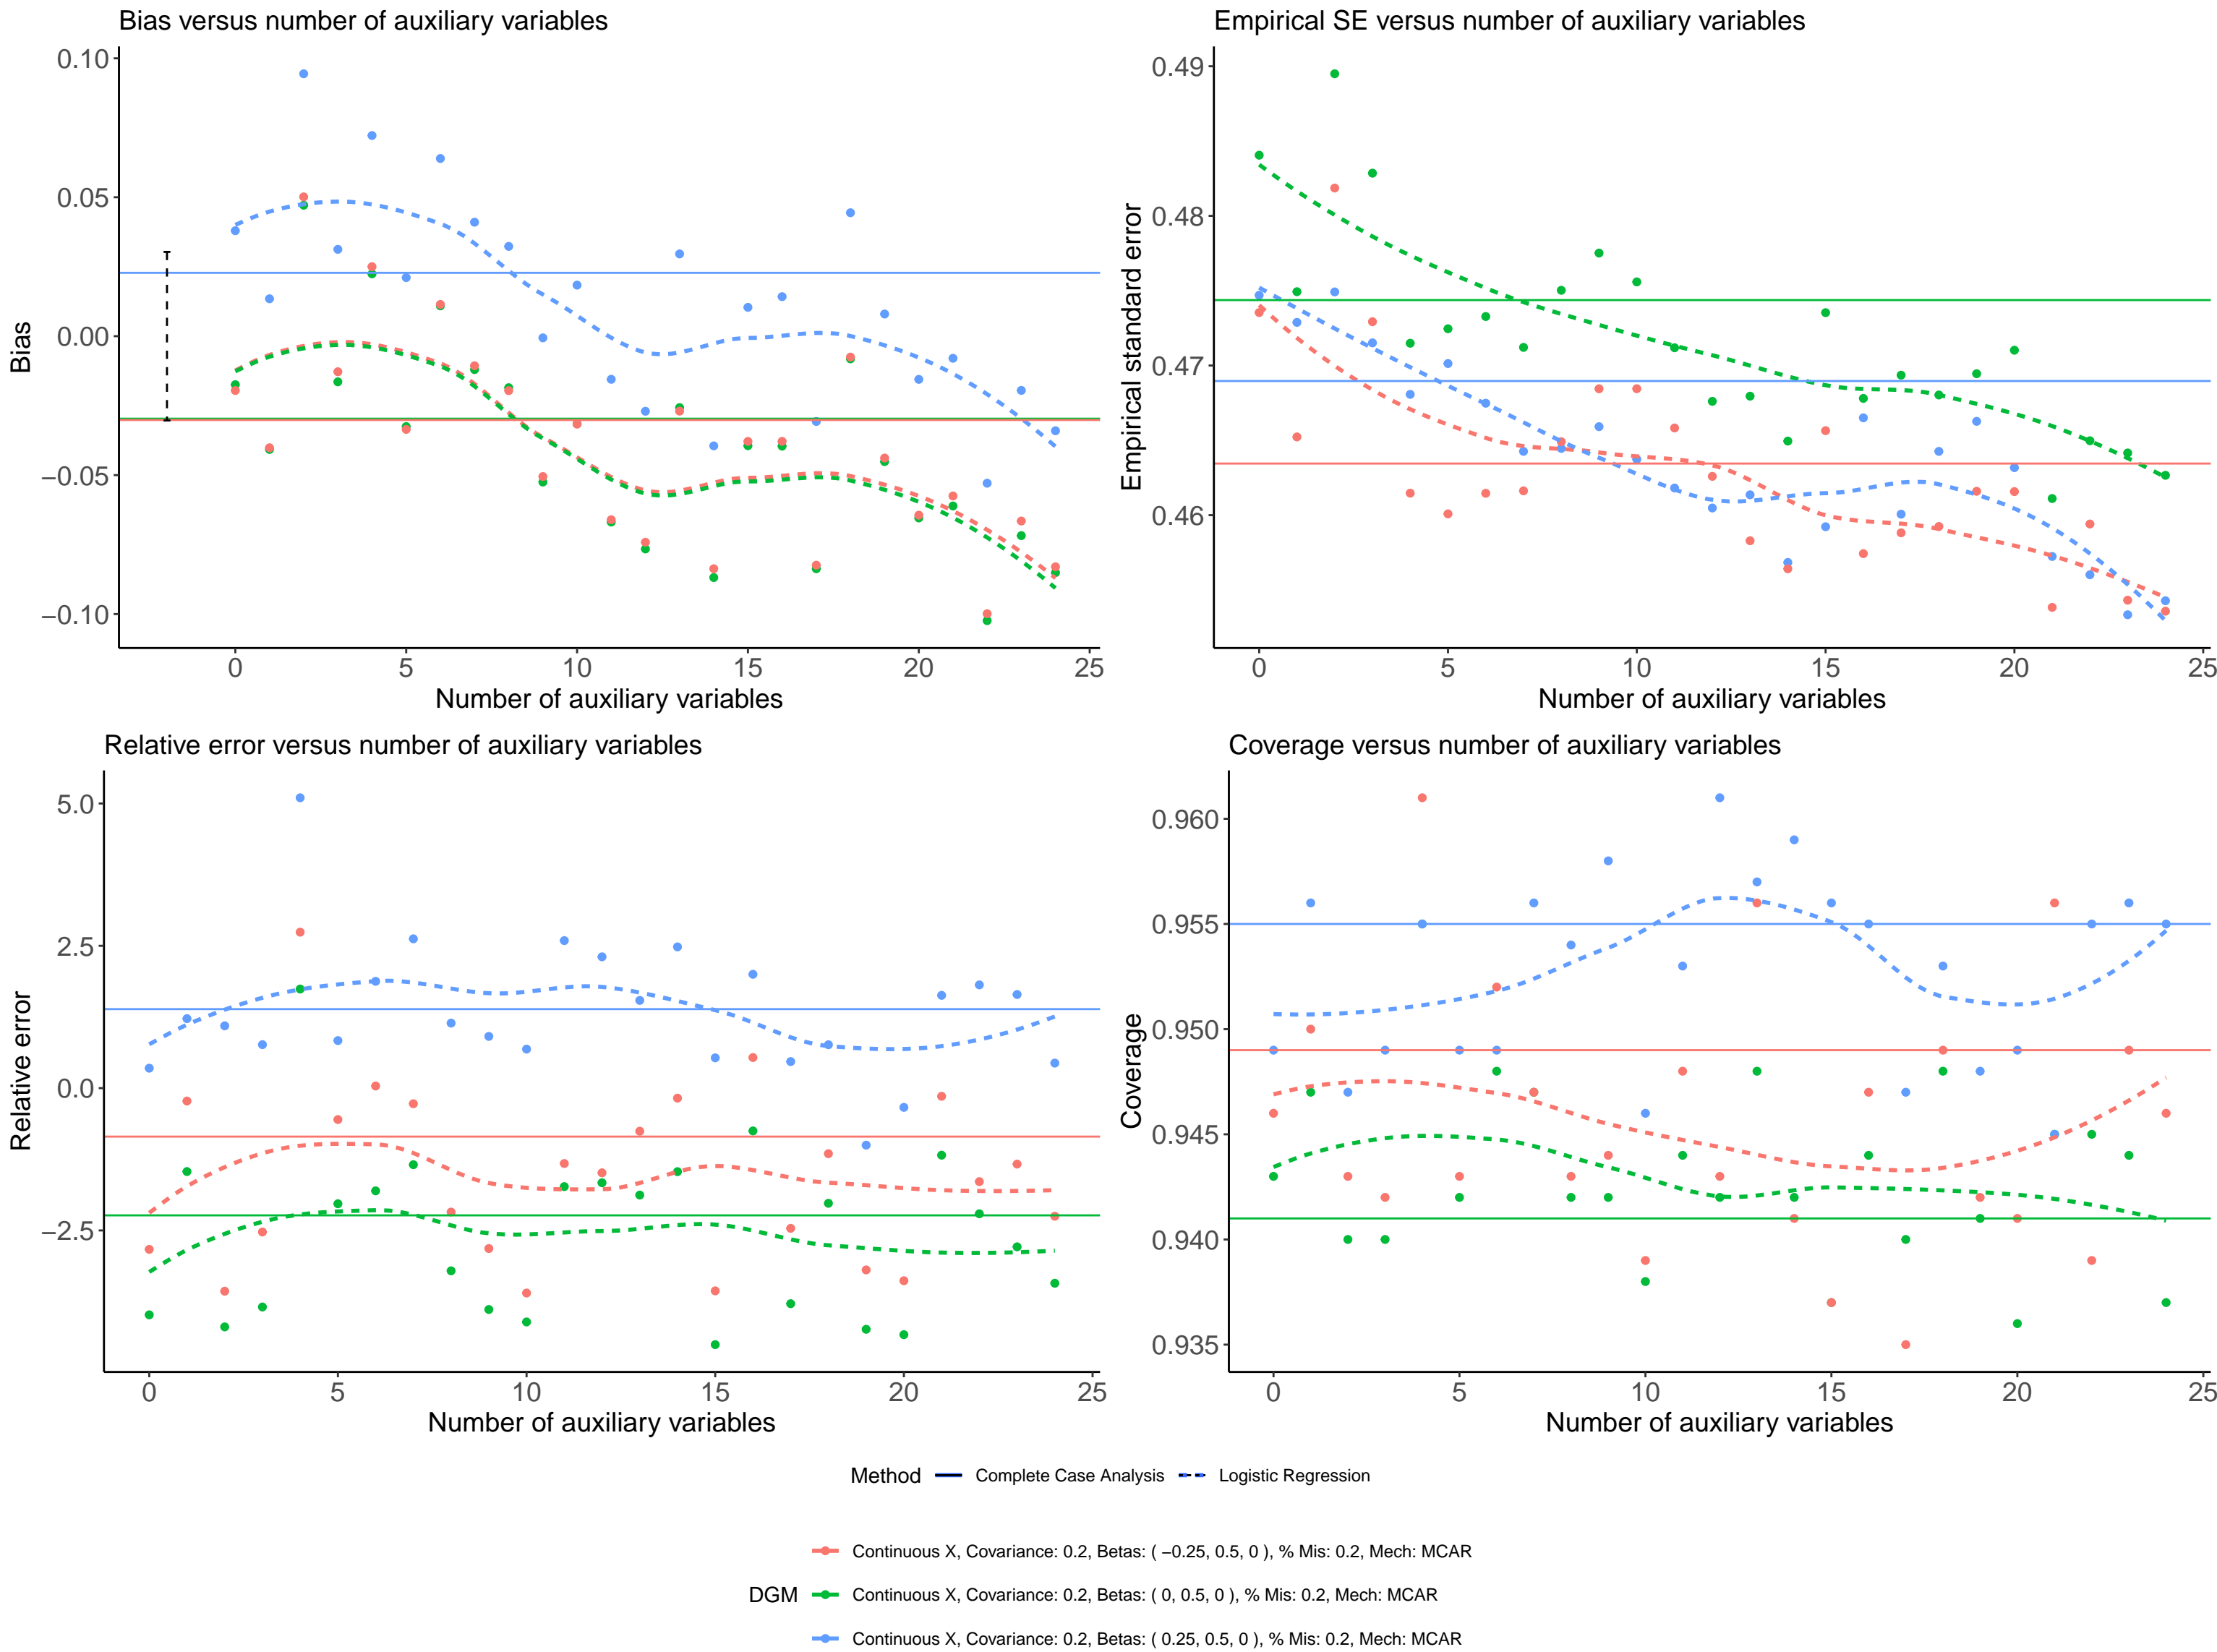 Bias versus number of auxiliary variables
0.10
0.05
0.00
−0.05
−0.10
Bias
0 5 10 15 20 25
Number of auxiliary variables
Empirical SE versus number of auxiliary variables
0.49
0.48
0.47
0.46
Empirical standard error
0 5 10 15 20 25
Number of auxiliary variables
Relative error versus number of auxiliary variables
5.0
2.5
0.0
−2.5
Relative error
0 5 10 15 20 25
Number of auxiliary variables
Coverage versus number of auxiliary variables
0.960
0.955
0.950
0.945
0.940
0.935
Coverage
0 5 10 15 20 25
Number of auxiliary variables
Method Complete Case Analysis Logistic Regression
DGM
Continuous X, Covariance: 0.2, Betas: ( −0.25, 0.5, 0 ), % Mis: 0.2, Mech: MCAR
Continuous X, Covariance: 0.2, Betas: ( 0, 0.5, 0 ), % Mis: 0.2, Mech: MCAR
Continuous X, Covariance: 0.2, Betas: ( 0.25, 0.5, 0 ), % Mis: 0.2, Mech: MCAR